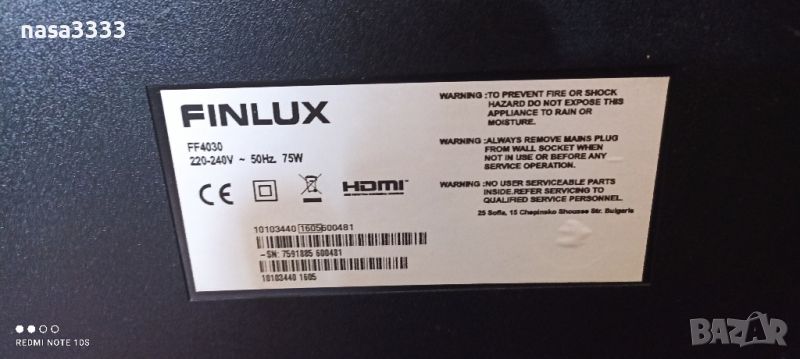 nasa3333
FINLUX
FF4030
220-240V ~ 50Hz. 75W
CE
HDMI
10103440 1605 600481
-SN: 7591885 600481
10103440 1605
WARNING :TO PREVENT FIRE OR SHOCK
HAZARD DO NOT EXPOSE THIS
APPLIANCE TO RAIN OR
MOISTURE.
WARNING :ALWAYS REMOVE MAINS PLUG
FROM WALL SOCKET WHEN
NOT IN USE OR BEFORE ANY
SERVICE OPERATION.
WARNING :NO USER SERVICEABLE PARTS
INSIDE.REFER SERVICING TO
QUALIFIED SERVICE PERSONNEL.
25 Sofia, 15 Chepinsko Shousse Str. Bulgaria
REDMI NOTE 10S
BAZAR